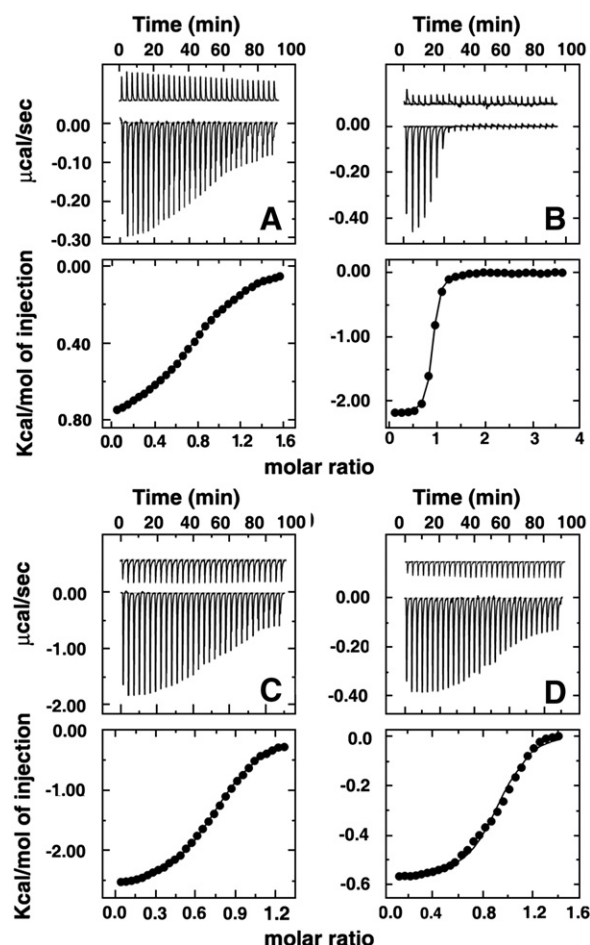 Time (min)
Time (min)
0 20 40 60 80 100
0 20 40 60 80 100
μcal/sec
0.00
-0.10
-0.20
-0.30
A
0.00
-0.20
-0.40
B
Kcal/mol of injection
0.00
0.40
0.80
0.0 0.4 0.8 1.2 1.6
0.00
-1.00
-2.00
0 1 2 3 4
molar ratio
molar ratio
Time (min)
Time (min)
0 20 40 60 80 100
0 20 40 60 80 100
μcal/sec
0.00
-1.00
-2.00
C
0.00
-0.20
-0.40
D
Kcal/mol of injection
0.00
-1.00
-2.00
0.0 0.3 0.6 0.9 1.2
0.0
-0.2
-0.4
-0.6
0.0 0.4 0.8 1.2 1.6
molar ratio
molar ratio